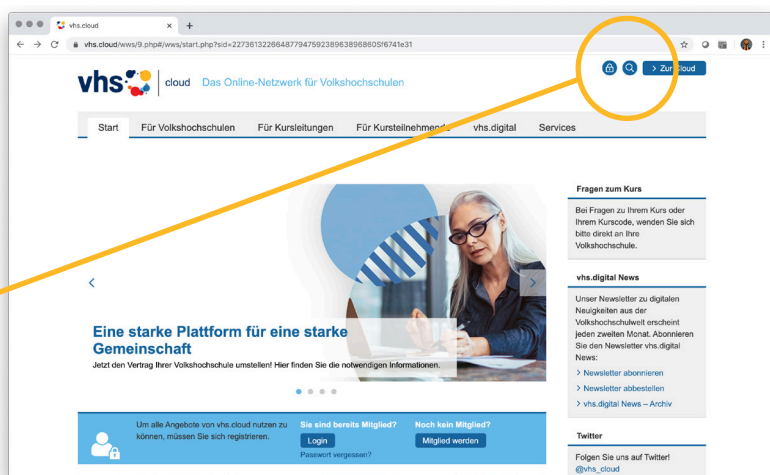 vhs.cloud
vhs.cloud/wws/9.php#/wws/start.php?sid=22736132266487794759238963896860Sf6741e31
vhs cloud Das Online-Netzwerk für Volkshochschulen
Zur Cloud
Start Für Volkshochschulen Für Kursleitungen Für Kursteilnehmende vhs.digital Services
Eine starke Plattform für eine starke
Gemeinschaft
Jetzt den Vertrag Ihrer Volkshochschule umstellen! Hier finden Sie die notwendigen Informationen.
Um alle Angebote von vhs.cloud nutzen zu
können, müssen Sie sich registrieren.
Sie sind bereits Mitglied?
Login
Passwort vergessen?
Noch kein Mitglied?
Mitglied werden
Fragen zum Kurs
Bei Fragen zu Ihrem Kurs oder
Ihrem Kurscode, wenden Sie sich
bitte direkt an Ihre
Volkshochschule.
vhs.digital News
Unser Newsletter zu digitalen
Neuigkeiten aus der
Volkshochschulwelt erscheint
jeden zweiten Monat. Abonnieren
Sie den Newsletter vhs.digital
News:
Newsletter abonnieren
Newsletter abbestellen
vhs.digital News – Archiv
Twitter
Folgen Sie uns auf Twitter!
@vhs_cloud